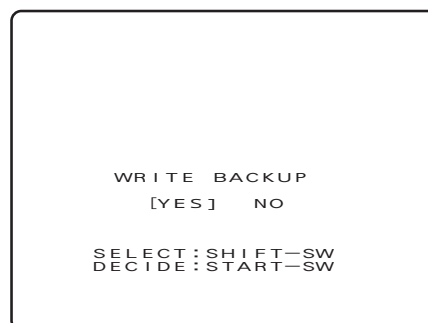 WRITE BACKUP
[YES] NO
SELECT:SHIFT-SW
DECIDE:START-SW